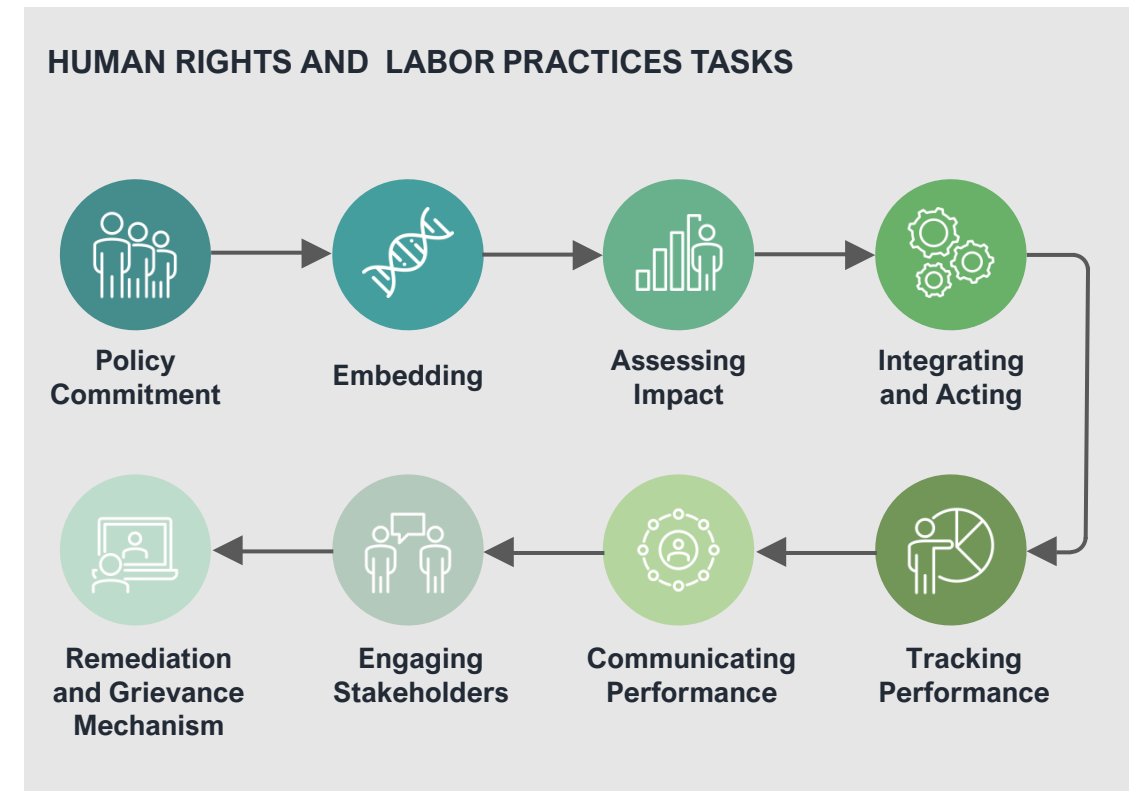 HUMAN RIGHTS AND  LABOR PRACTICES TASKS
Policy
Commitment
Embedding
Assessing
Impact
Integrating
and Acting
Remediation
and Grievance
Mechanism
Engaging
Stakeholders
Communicating
Performance
Tracking
Performance